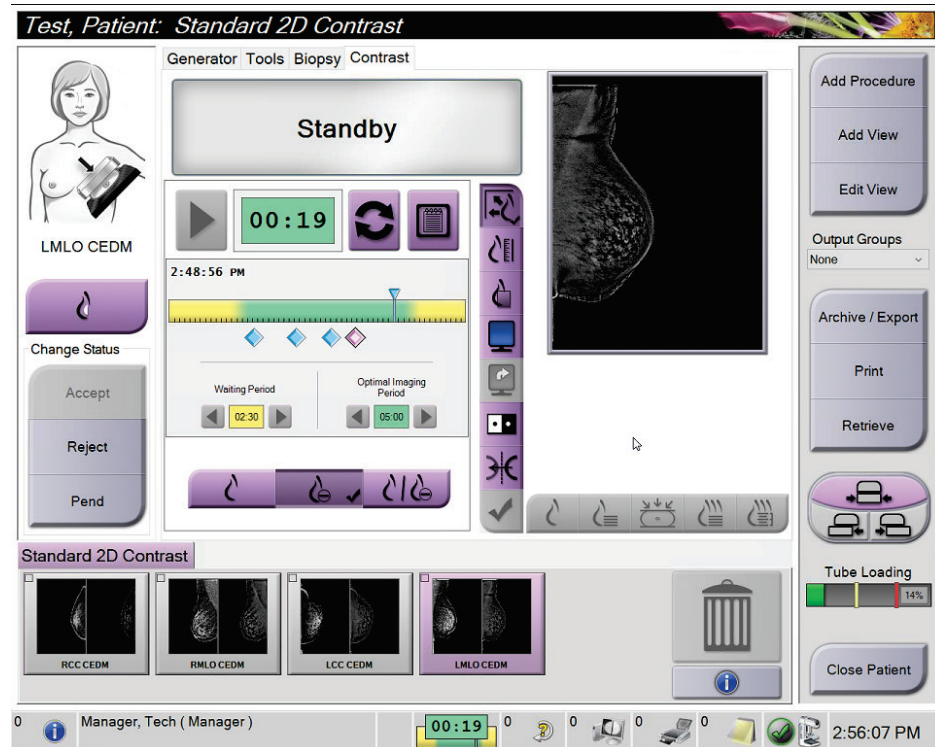 Test, Patient: Standard 2D Contrast
Generator Tools Biopsy Contrast
Standby
00:19
2:48:56 PM
Waiting Period
Optimal Imaging
Period
02:30
05:00
LMLO CEDM
Change Status
Accept
Reject
Pend
Add Procedure
Add View
Edit View
Output Groups
None
Archive / Export
Print
Retrieve
Tube Loading
14%
Close Patient
Standard 2D Contrast
RCC CEDM
RMLO CEDM
LCC CEDM
LMLO CEDM
0
Manager, Tech ( Manager )
00:19
0
0
0
0
2:56:07 PM